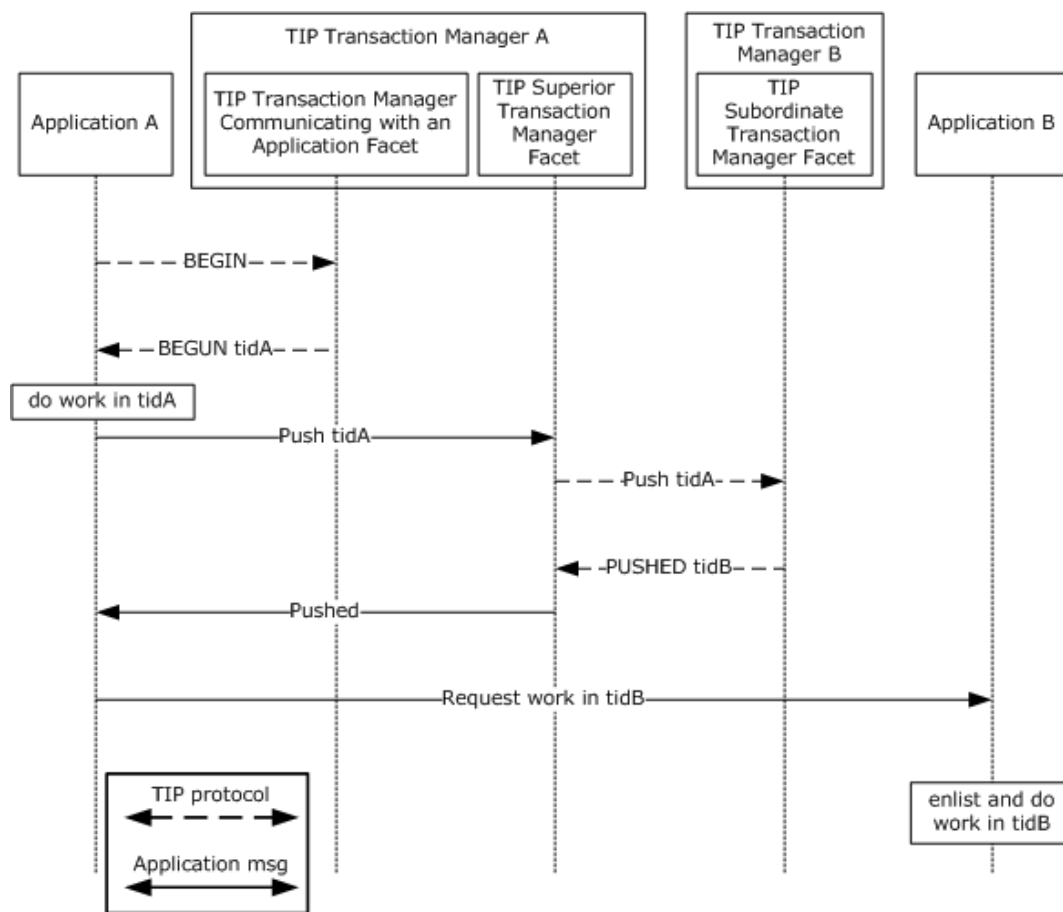 TIP Transaction Manager A
TIP Transaction
Manager
B
Application A
TIP Transaction Manager
Communicating with an
Application Facet
TIP Superior
Transaction
Manager
Facet
TIP
Subordinate
Transaction
Manager Facet
Application B
BEGIN
BEGUN tidA
do work in tidA
Push tidA
Push tidA
PUSHED tidB
Pushed
Request work in tidB
TIP protocol
Application msg
enlist and do
work in tidB